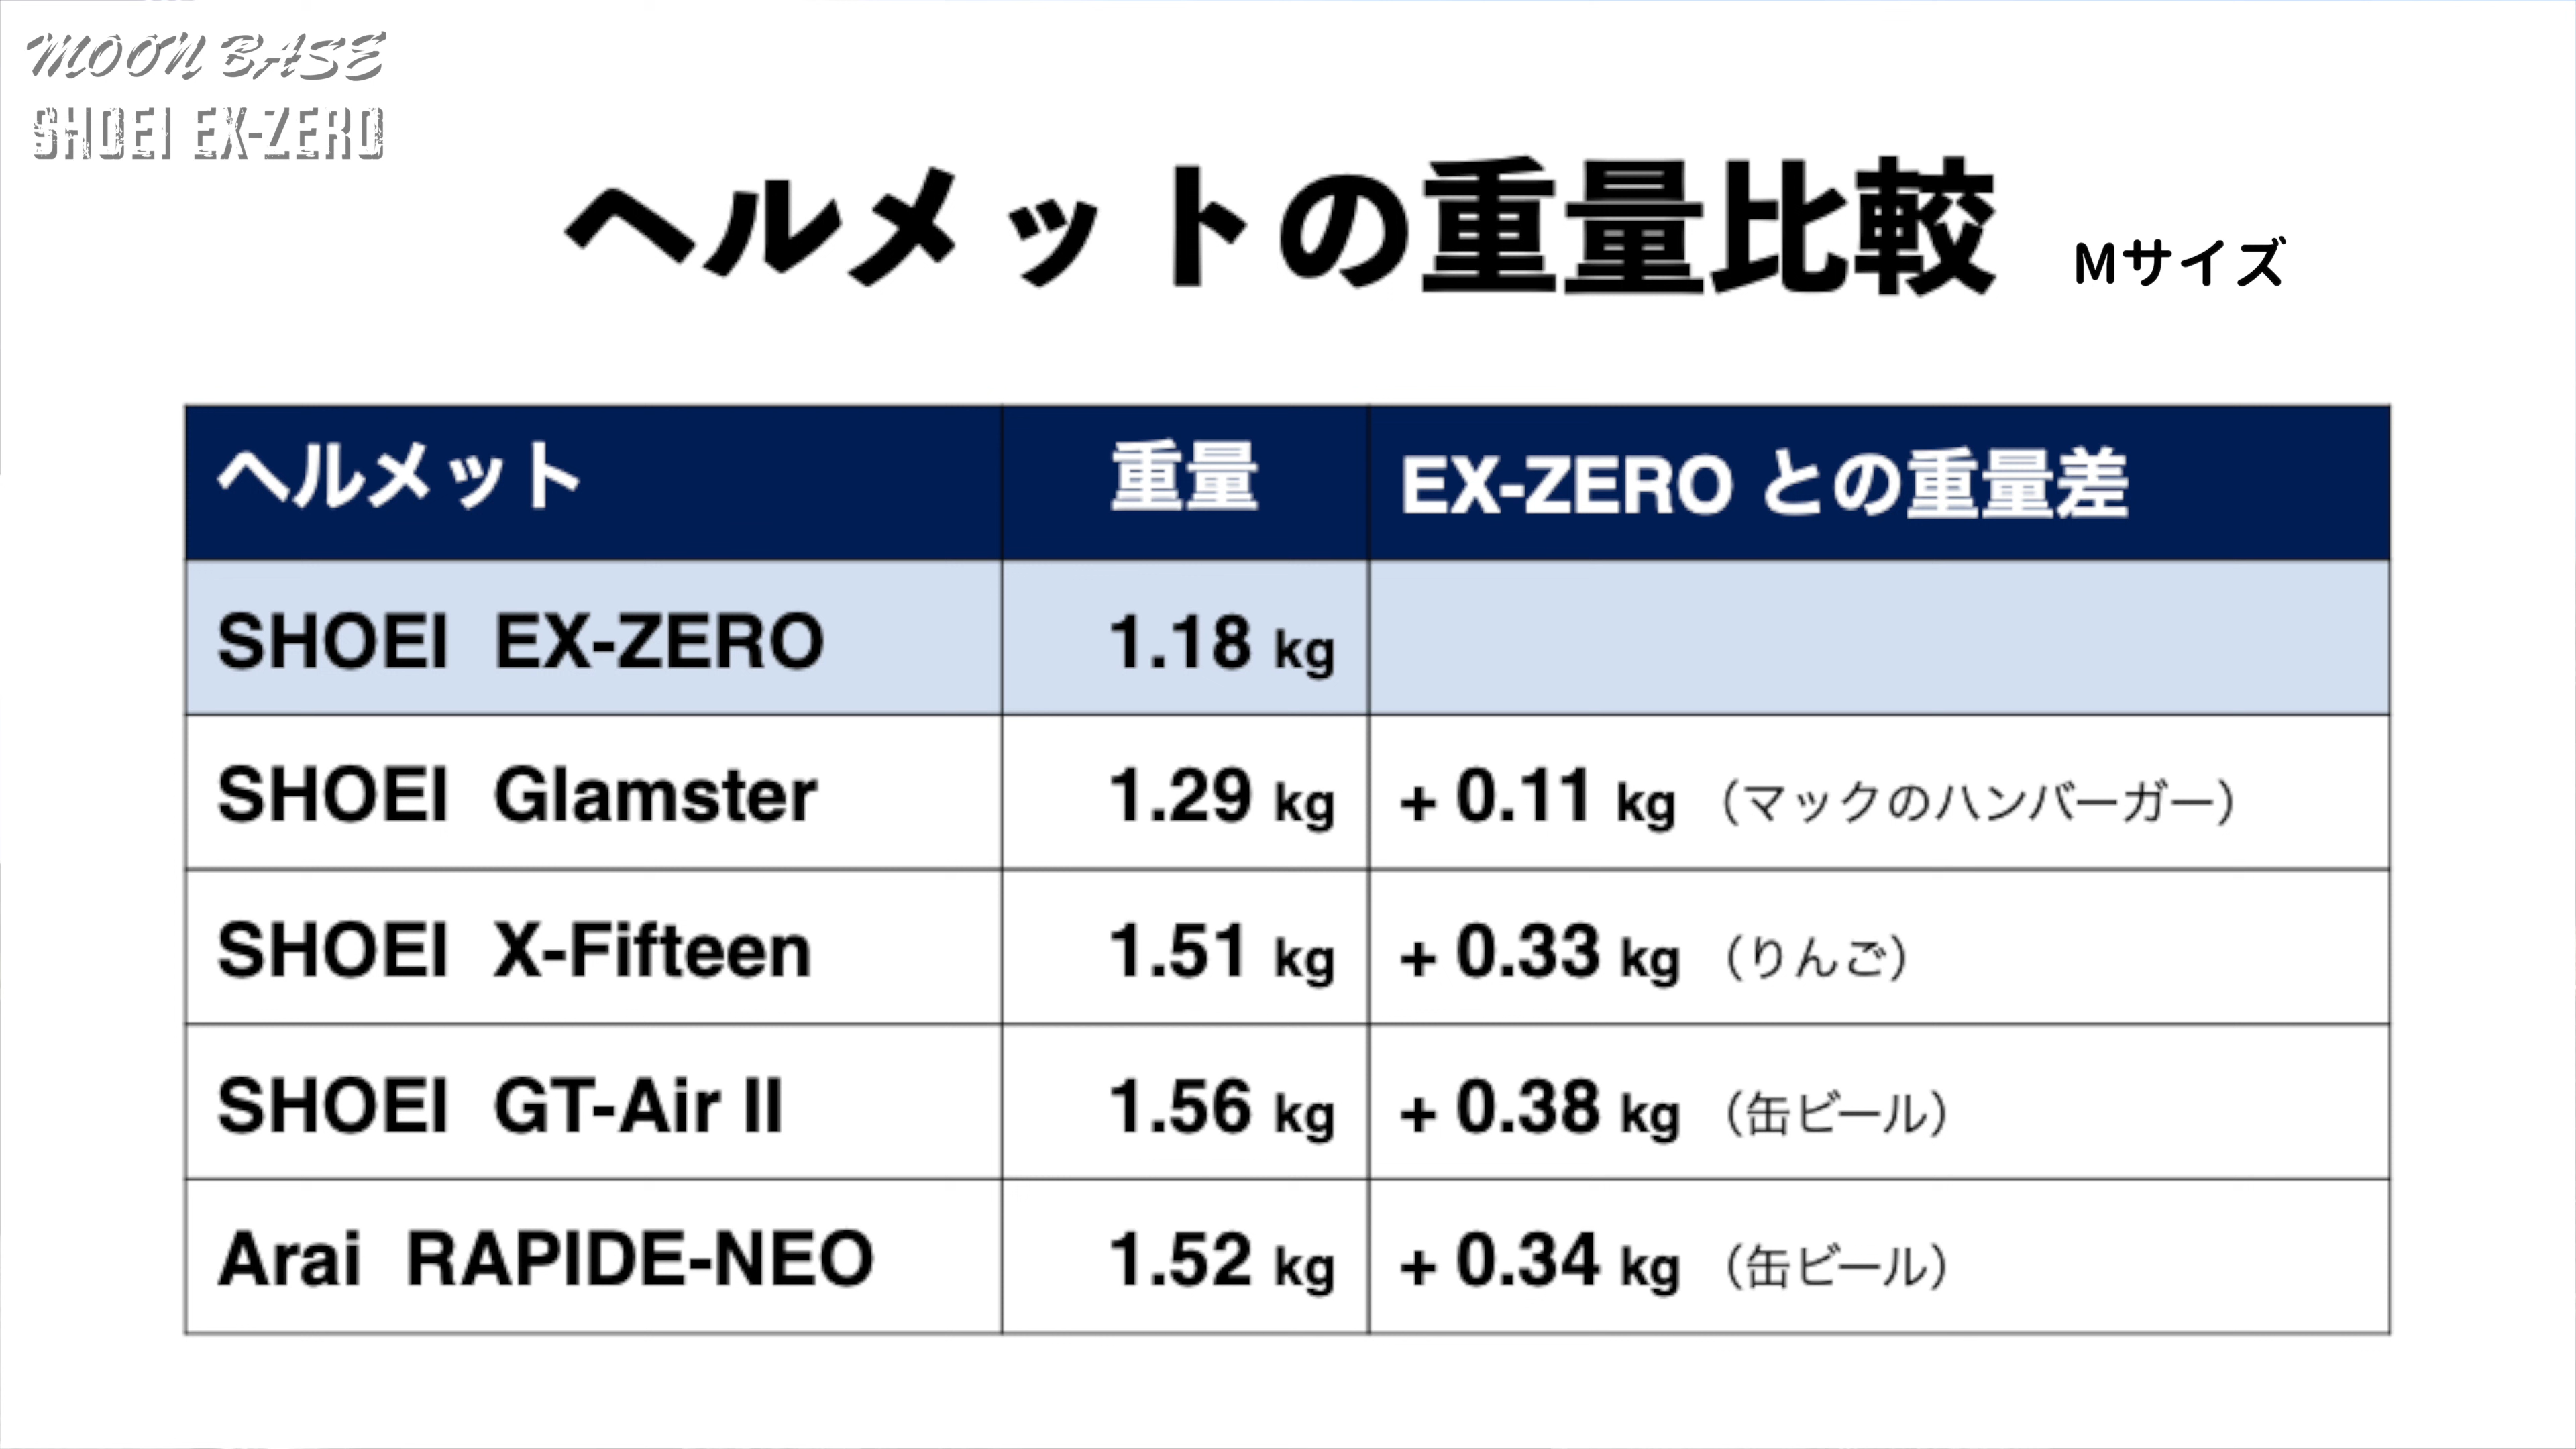 MOON BASE
SHOEI EX-ZERO
ヘルメットの重量比較 Mサイズ
ヘルメット 重量 EX-ZERO との重量差
SHOEI EX-ZERO 1.18 kg
SHOEI Glamster 1.29 kg + 0.11 kg （マックのハンバーガー）
SHOEI X-Fifteen 1.51 kg + 0.33 kg （りんご）
SHOEI GT-Air II 1.56 kg + 0.38 kg （缶ビール）
Arai RAPIDE-NEO 1.52 kg + 0.34 kg （缶ビール）